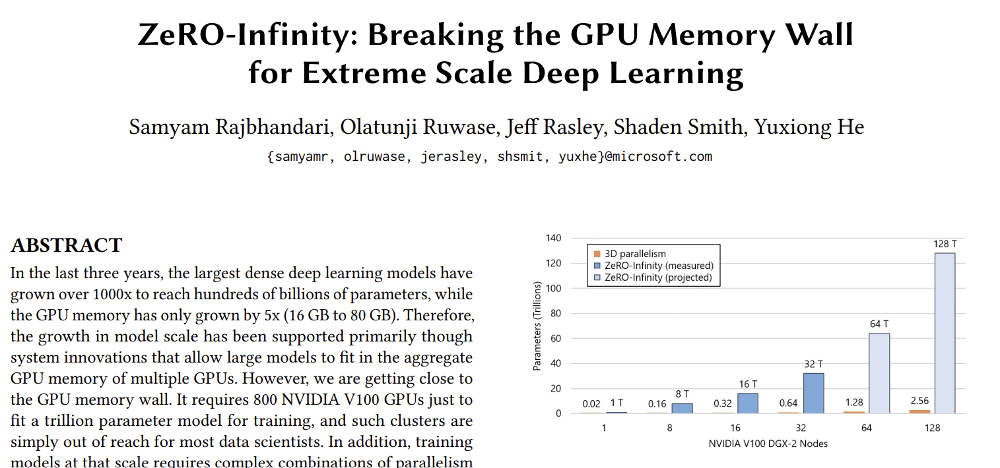 ZeRO-Infinity: Breaking the GPU Memory Wall
for Extreme Scale Deep Learning
Samyam Rajbhandari, Olatunji Ruwase, Jeff Rasley, Shaden Smith, Yuxiong He
{samyamr, olruwase, jerasley, shsmit, yuxhe}@microsoft.com
ABSTRACT
In the last three years, the largest dense deep learning models have
grown over 1000x to reach hundreds of billions of parameters, while
the GPU memory has only grown by 5x (16 GB to 80 GB). Therefore,
the growth in model scale has been supported primarily though
system innovations that allow large models to fit in the aggregate
GPU memory of multiple GPUs. However, we are getting close to
the GPU memory wall. It requires 800 NVIDIA V100 GPUs just to
fit a trillion parameter model for training, and such clusters are
simply out of reach for most data scientists. In addition, training
models at that scale requires complex combinations of parallelism
Parameters (Trillions)
140
120
100
80
60
40
20
0
3D parallelism
ZeRO-Infinity (measured)
ZeRO-Infinity (projected)
0.02 1 T
0.16 8 T
0.32 16 T
0.64 32 T
1.28 64 T
2.56 128 T
1 8 16 32 64 128
NVIDIA V100 DGX-2 Nodes